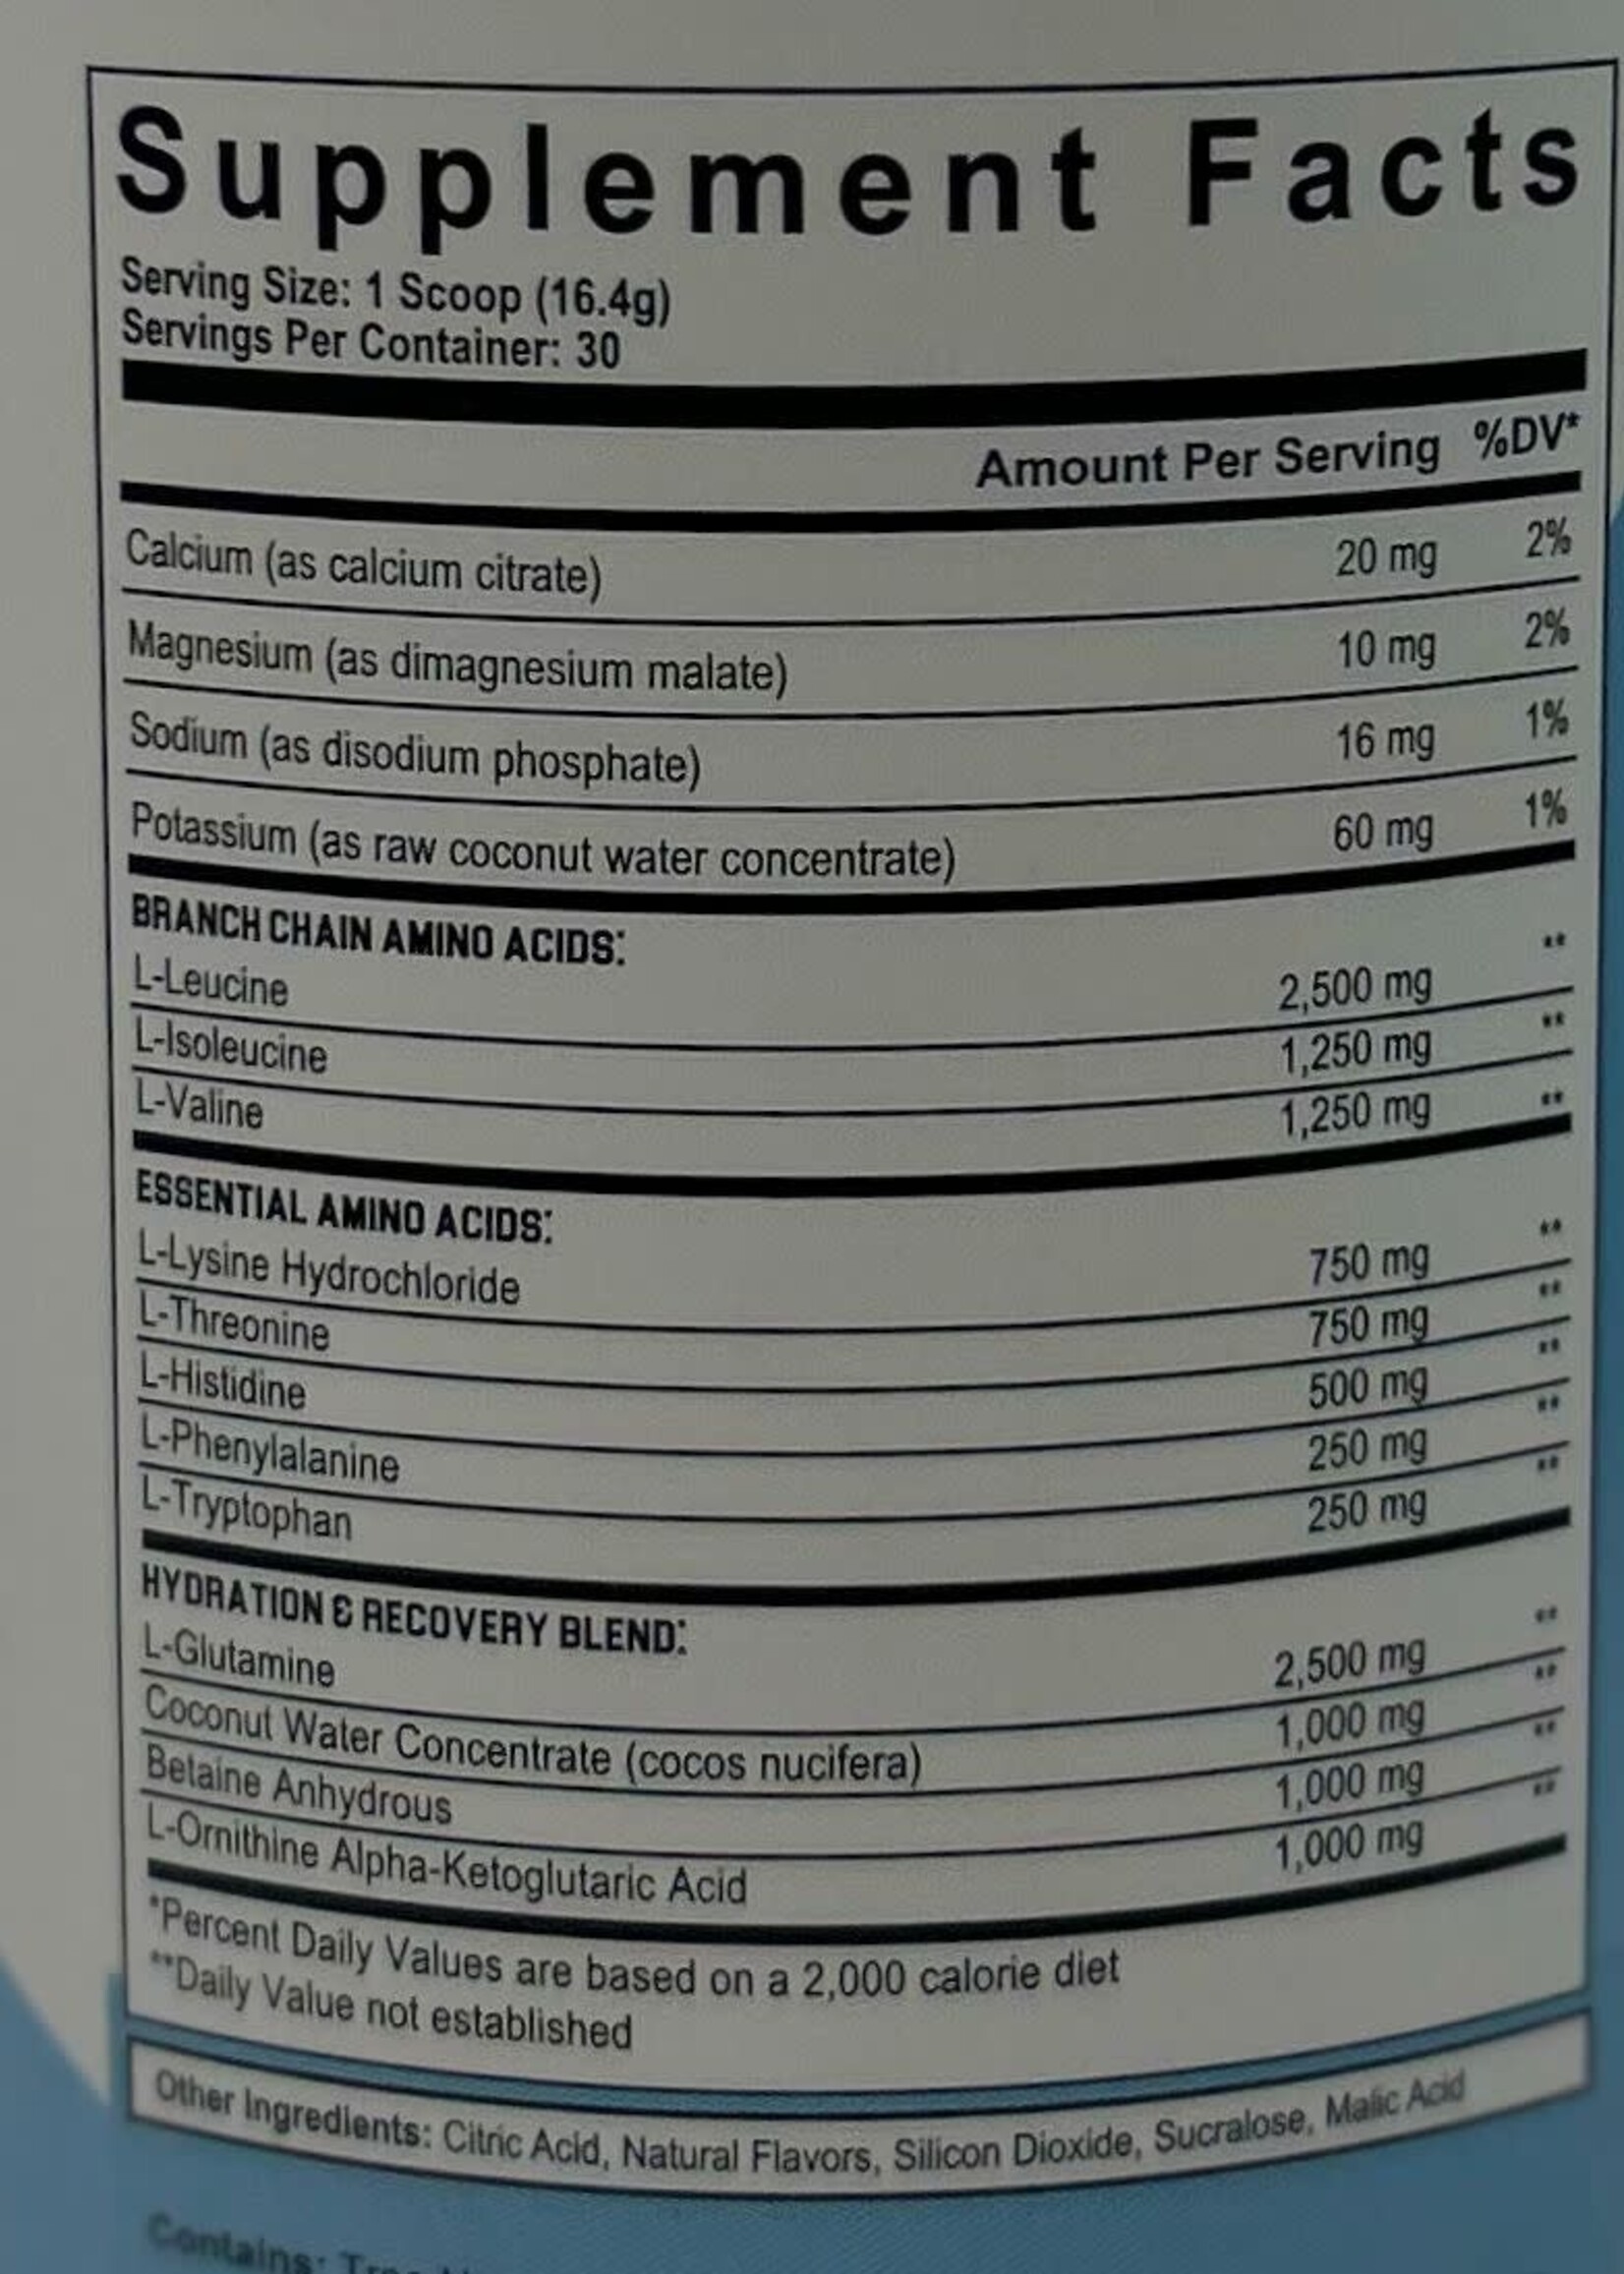 Supplement Facts
Serving Size: 1 Scoop (16.4g)
Servings Per Container: 30
Amount Per Serving %DV*
Calcium (as calcium citrate) 20 mg 2%
Magnesium (as dimagnesium malate) 10 mg 2%
Sodium (as disodium phosphate) 16 mg 1%
Potassium (as raw coconut water concentrate) 60 mg 1%
BRANCH CHAIN AMINO ACIDS:
L-Leucine 2,500 mg **
L-Isoleucine 1,250 mg **
L-Valine 1,250 mg **
ESSENTIAL AMINO ACIDS:
L-Lysine Hydrochloride 750 mg **
L-Threonine 750 mg **
L-Histidine 500 mg **
L-Phenylalanine 250 mg **
L-Tryptophan 250 mg **
HYDRATION & RECOVERY BLEND:
L-Glutamine 2,500 mg **
Coconut Water Concentrate (cocos nucifera) 1,000 mg **
Betaine Anhydrous 1,000 mg **
L-Ornithine Alpha-Ketoglutaric Acid 1,000 mg **
*Percent Daily Values are based on a 2,000 calorie diet
**Daily Value not established
Other Ingredients: Citric Acid, Natural Flavors, Silicon Dioxide, Sucralose, Malic Acid
Contains: